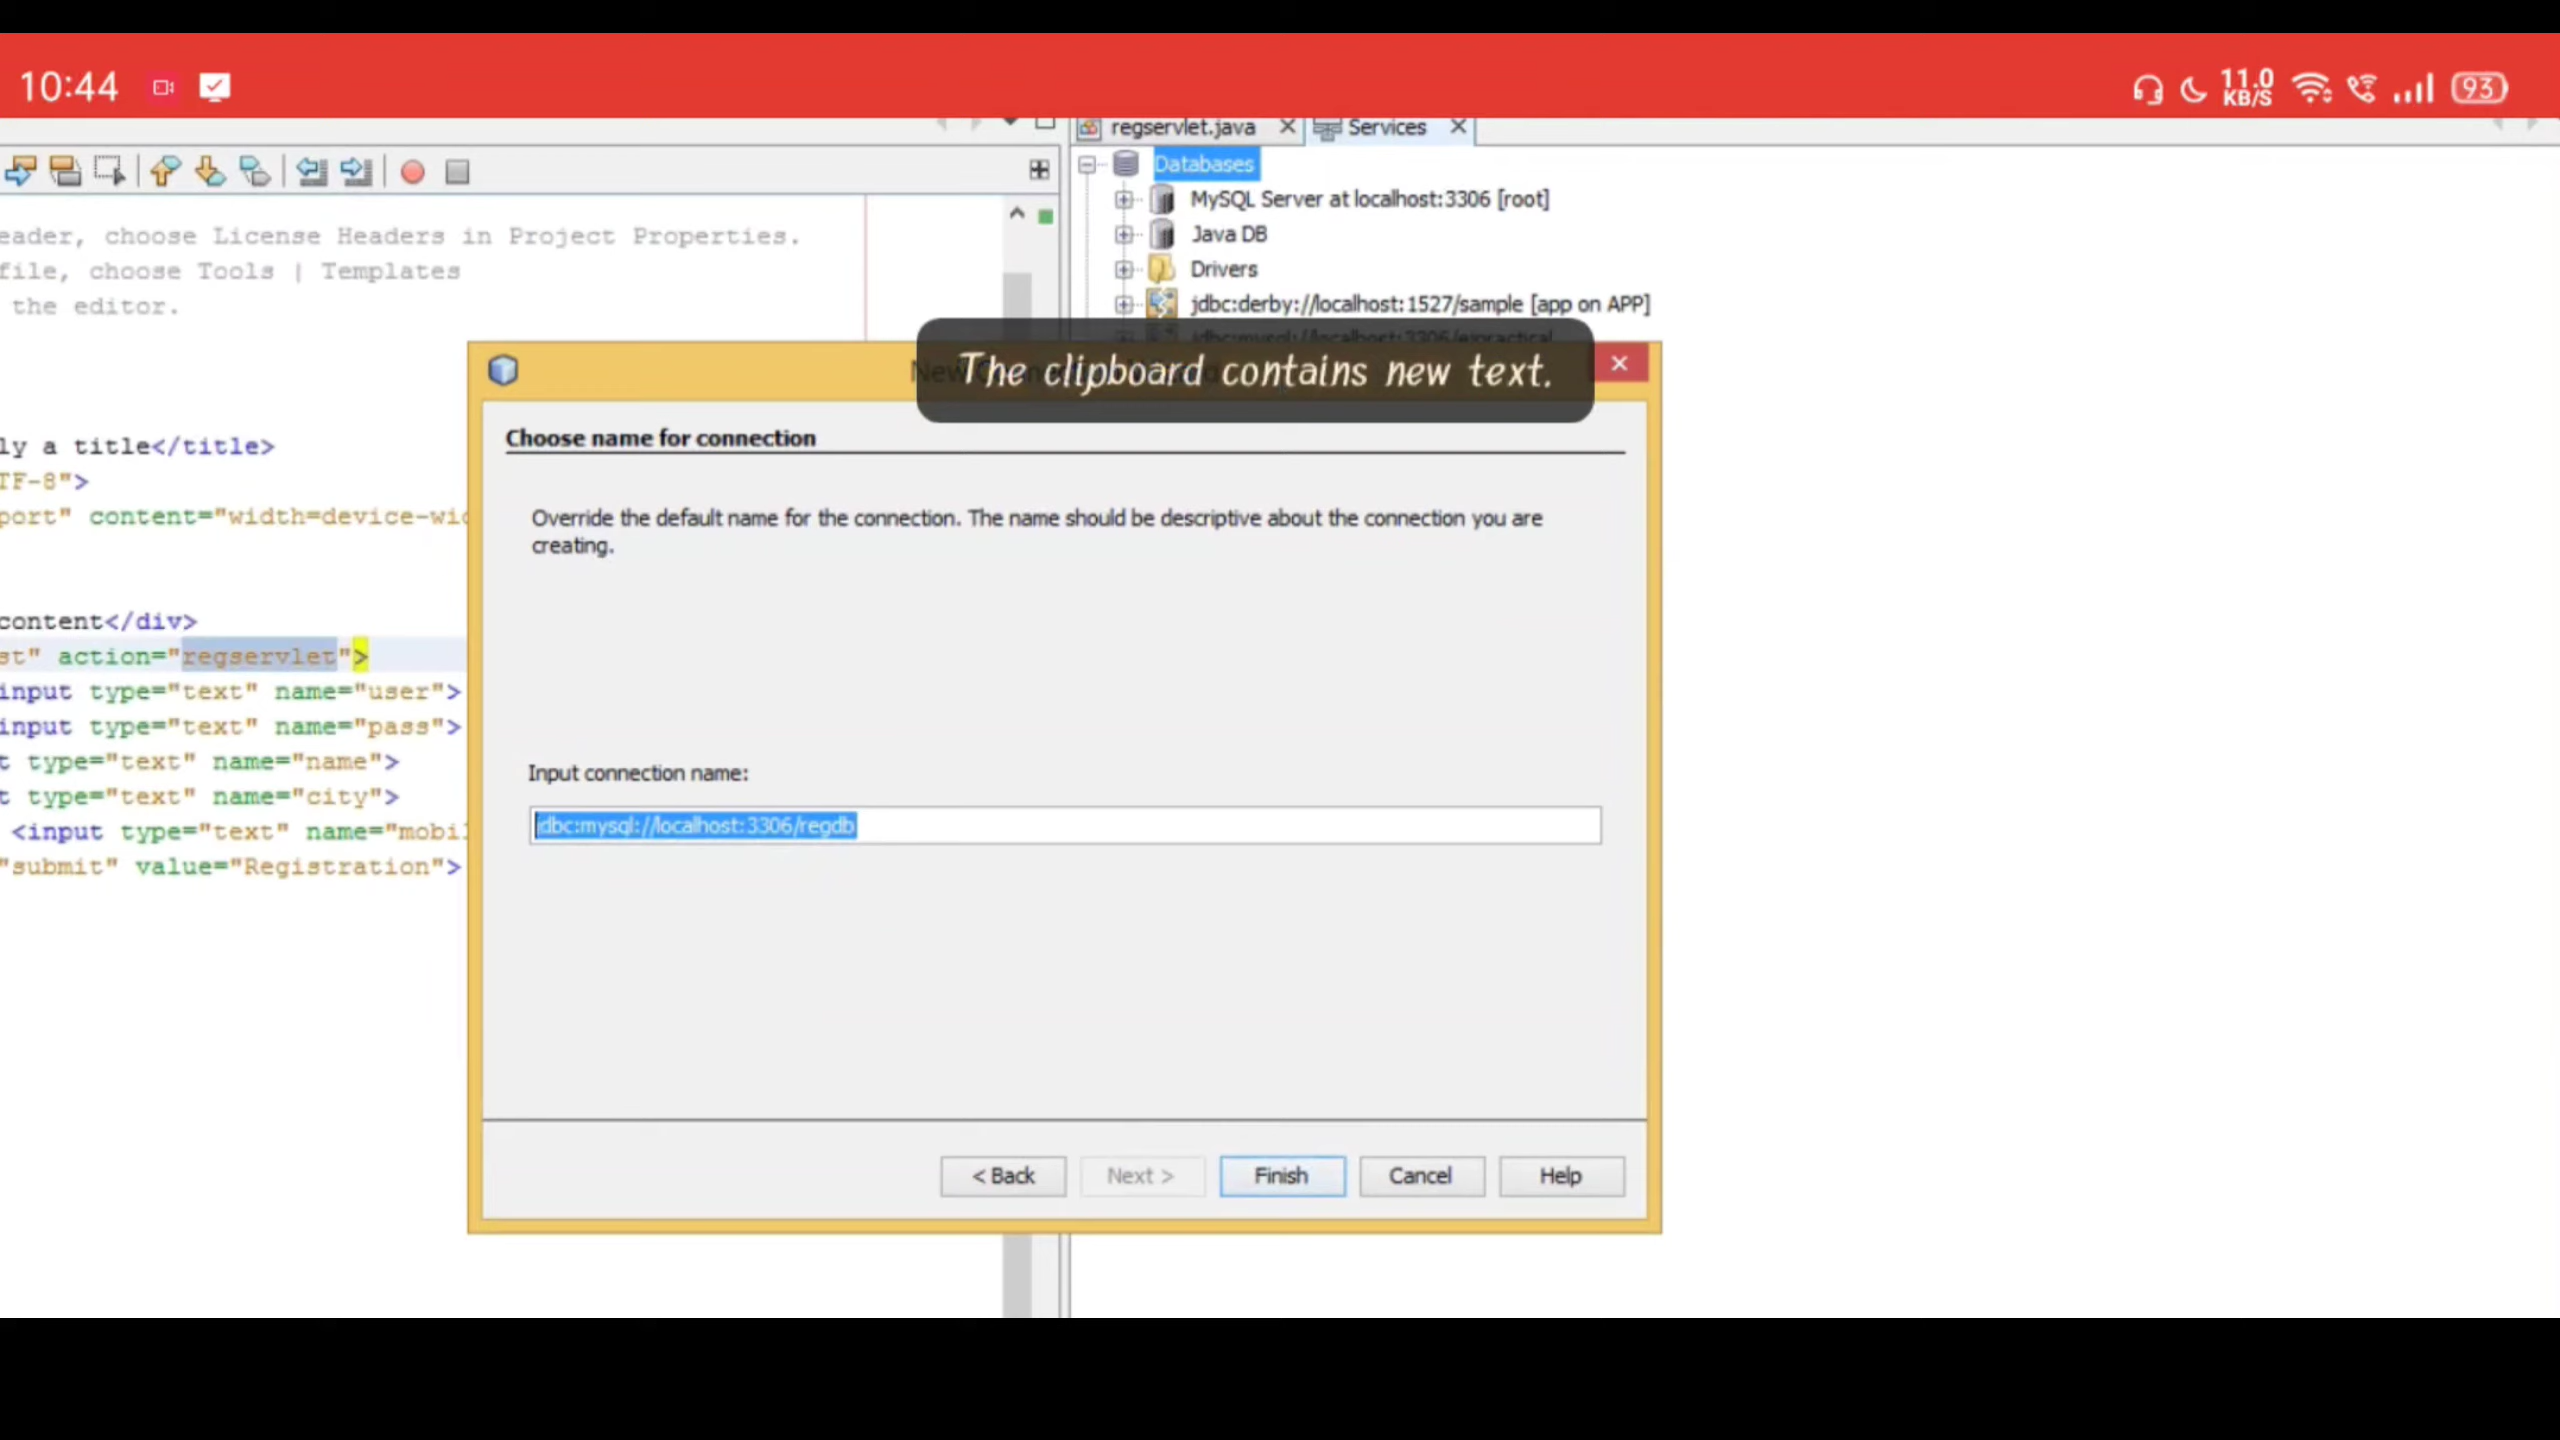 10:44
11.0
KB/S
93
regservlet.java
Services
Databases
MySQL Server at localhost:3306 [root]
Java DB
Drivers
jdbc:derby://localhost:1527/sample [app on APP]
eader, choose License Headers in Project Properties.
file, choose Tools | Templates
the editor.
ly a title</title>
TF-8">
port" content="width=device-wi
content</div>
st" action="regservlet">
input type="text" name="user">
input type="text" name="pass">
t type="text" name="name">
t type="text" name="city">
<input type="text" name="mobil
"submit" value="Registration">
The clipboard contains new text.
Choose name for connection
Override the default name for the connection. The name should be descriptive about the connection you are
creating.
Input connection name:
jdbc:mysql://localhost:3306/regdb
< Back
Next >
Finish
Cancel
Help